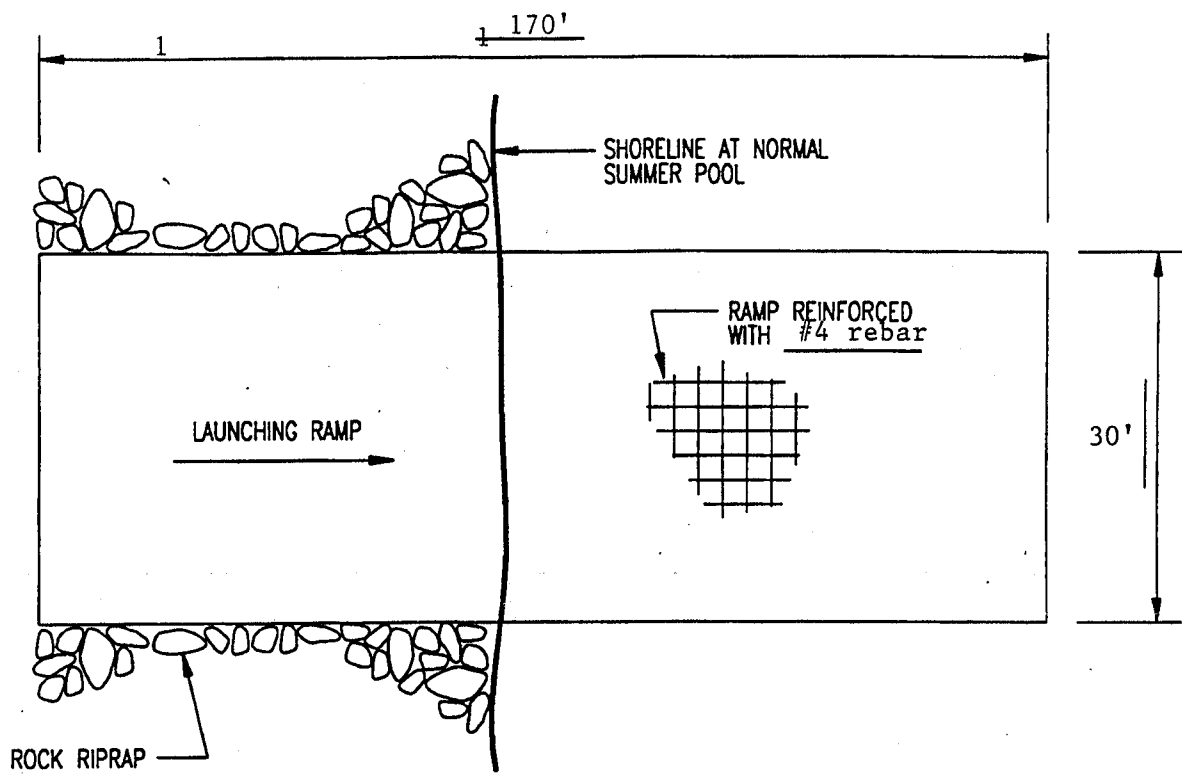 1
1 170'
SHORELINE AT NORMAL
SUMMER POOL
RAMP REINFORCED
WITH #4 rebar
LAUNCHING RAMP
30'
ROCK RIPRAP